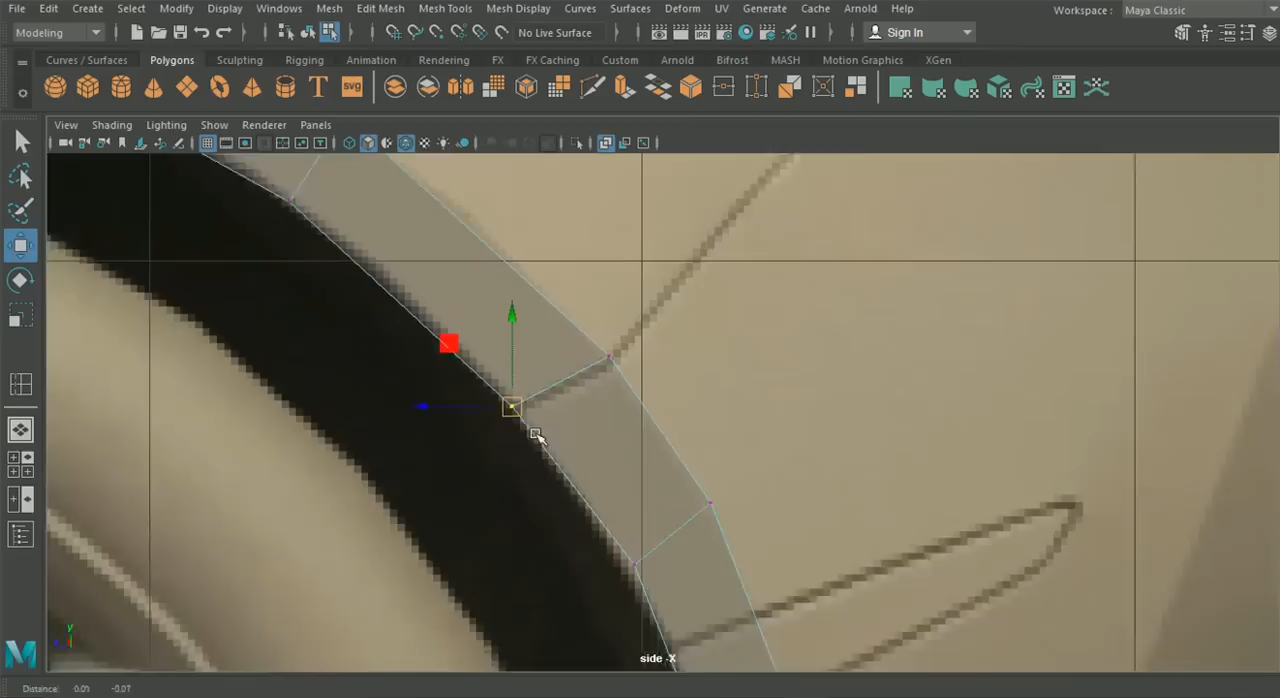 File Edit Create Select Modify Display Windows Mesh Edit Mesh Mesh Tools Mesh Display Curves Surfaces Deform UV Generate Cache Arnold Help Workspace : Maya Classic
Modeling No Live Surface Sign In
Curves / Surfaces Polygons Sculpting Rigging Animation Rendering FX FX Caching Custom Arnold Bifrost MASH Motion Graphics XGen
T svg
View Shading Lighting Show Renderer Panels
y
side -X
Distance: 0.05 -0.07